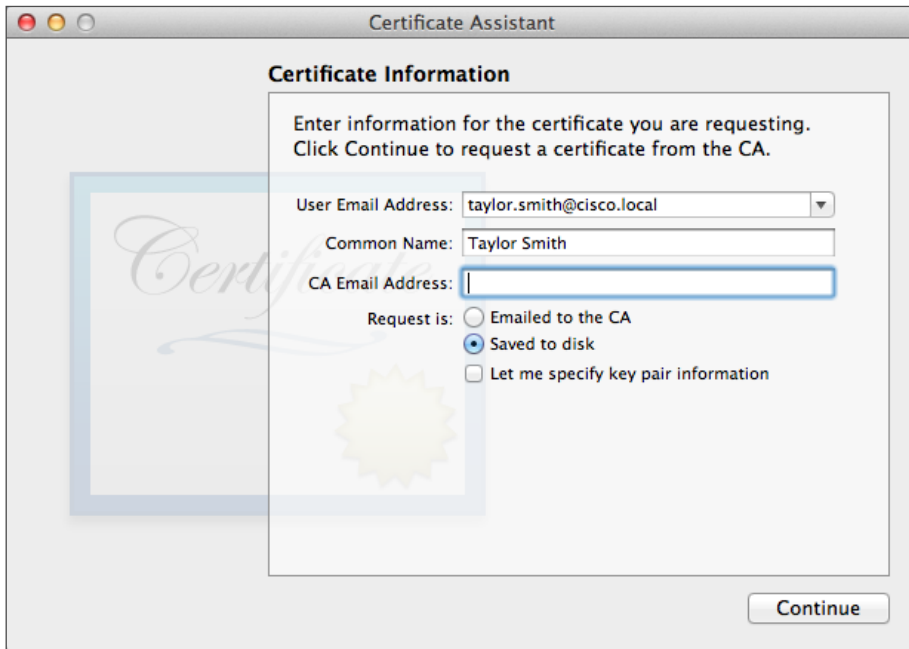 Certificate Assistant
Certificate Information
Enter information for the certificate you are requesting.
Click Continue to request a certificate from the CA.
User Email Address: taylor.smith@cisco.local
Common Name: Taylor Smith
CA Email Address:
Request is: Emailed to the CA
Saved to disk
Let me specify key pair information
Certificate
Continue